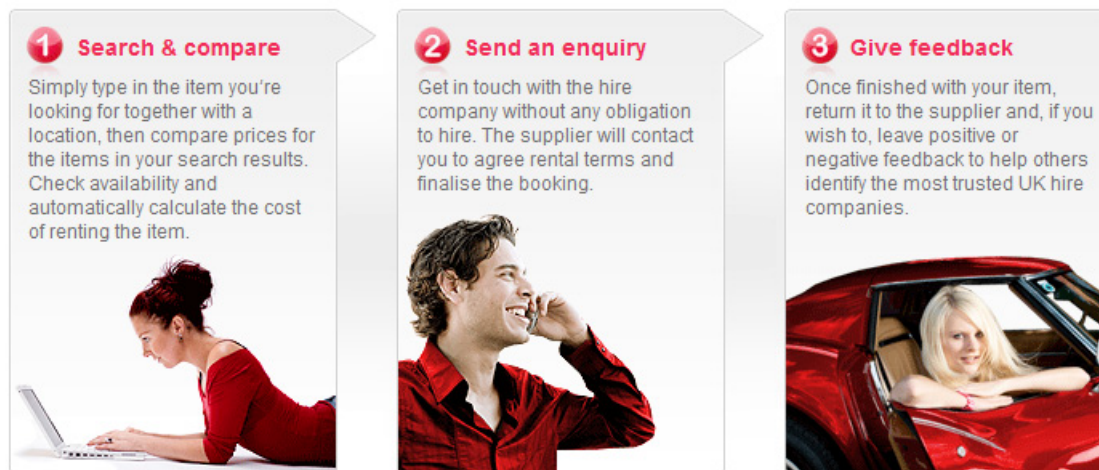 1 Search & compare
Simply type in the item you're
looking for together with a
location, then compare prices for
the items in your search results.
Check availability and
automatically calculate the cost
of renting the item.
2 Send an enquiry
Get in touch with the hire
company without any obligation
to hire. The supplier will contact
you to agree rental terms and
finalise the booking.
3 Give feedback
Once finished with your item,
return it to the supplier and, if you
wish to, leave positive or
negative feedback to help others
identify the most trusted UK hire
companies.